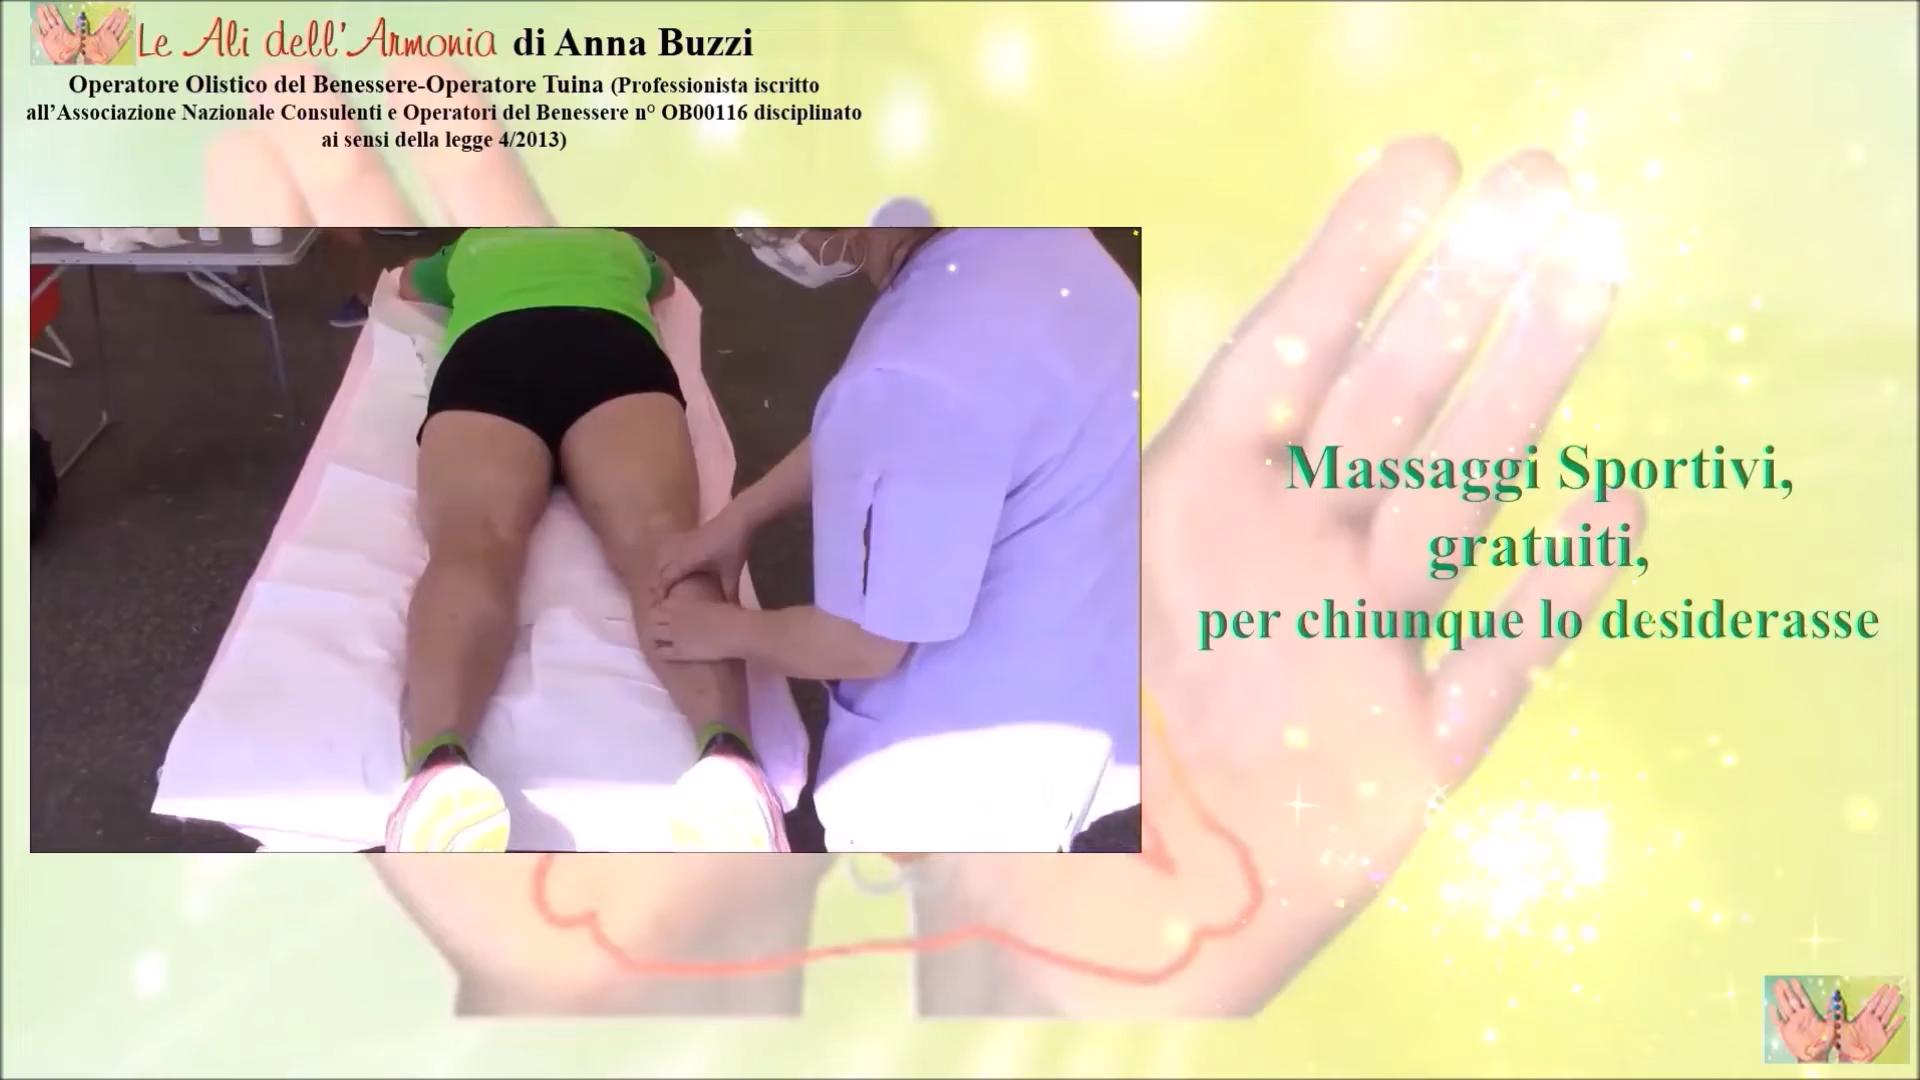 Le Ali dell'Armonia di Anna Buzzi
Operatore Olistico del Benessere-Operatore Tuina (Professionista iscritto
all’Associazione Nazionale Consulenti e Operatori del Benessere n° OB00116 disciplinato
ai sensi della legge 4/2013)
Massaggi Sportivi,
gratuiti,
per chiunque lo desiderasse